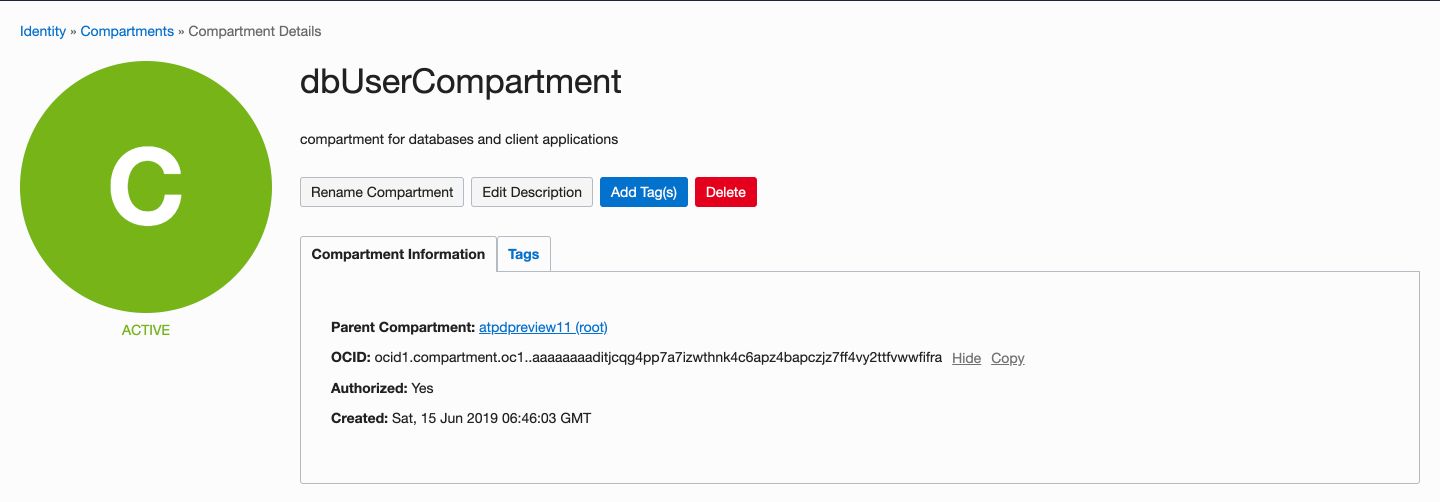 Identity » Compartments » Compartment Details
C
ACTIVE
dbUserCompartment
compartment for databases and client applications
Rename Compartment Edit Description Add Tag(s) Delete
Compartment Information Tags
Parent Compartment: atpdpreview11 (root)
OCID: ocid1.compartment.oc1..aaaaaaaaditjcqg4pp7a7izwthnk4c6apz4bapczjz7ff4vy2ttfvwwfifra Hide Copy
Authorized: Yes
Created: Sat, 15 Jun 2019 06:46:03 GMT